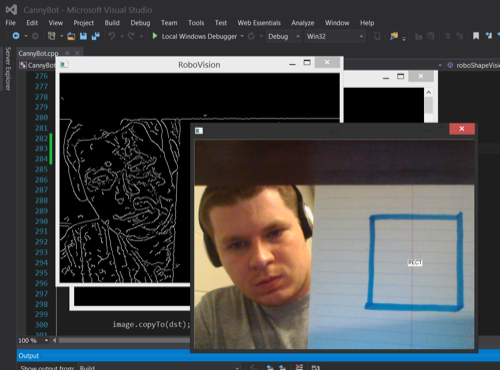 CannyBot - Microsoft Visual Studio
File Edit View Project Build Debug Team Tools Test Web Essentials Analyze Window Help
Local Windows Debugger Debug Win32
Server Explorer
CannyBot.cpp
CannyBot
roboShapeVis
RoboVision
276
277
278
279
280
281
282
283
284
285
286
287
288
289
290
291
292
293
294
295
296
297
298
299
300 image.copyTo(dst);
RECT
100 %
Output
Show output from: Build